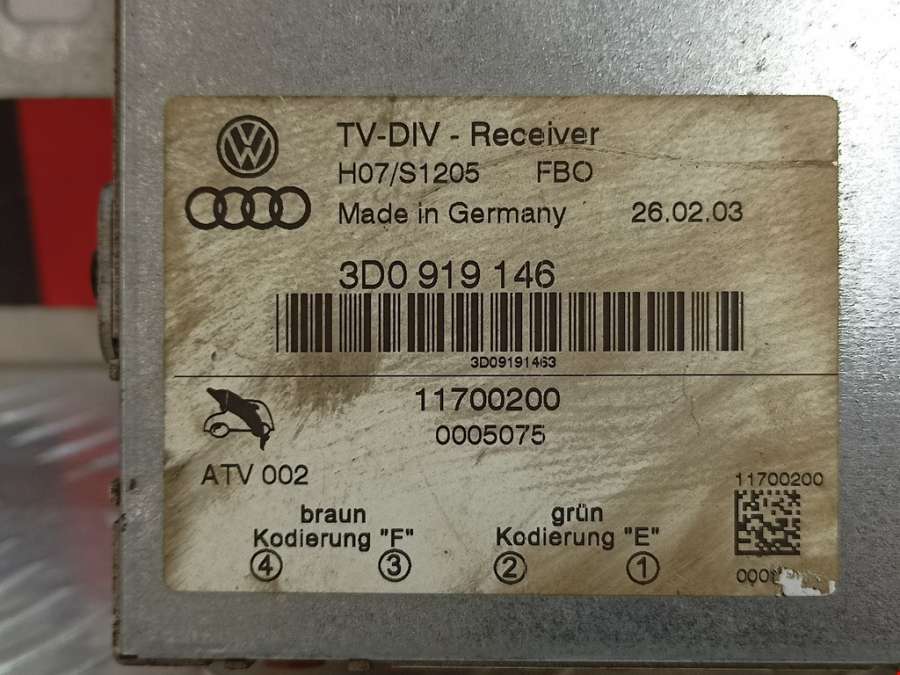 TV-DIV - Receiver
H07/S1205 FBO
Made in Germany 26.02.03
3D0 919 146
3D09191463
11700200
0005075
ATV 002
11700200
braun grün
Kodierung "F" Kodierung "E"
4 3 2 1